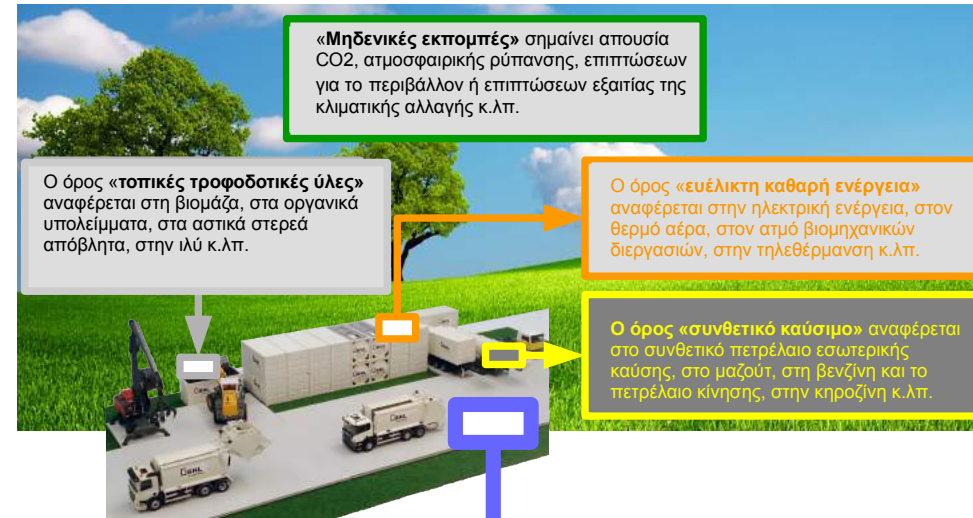 «Μηδενικές εκπομπές» σημαίνει απουσία
CO2, ατμοσφαιρικής ρύπανσης, επιπτώσεων
για το περιβάλλον ή επιπτώσεων εξαιτίας της
κλιματικής αλλαγής κ.λπ.
Ο όρος «τοπικές τροφοδοτικές ύλες»
αναφέρεται στη βιομάζα, στα οργανικά
υπολείμματα, στα αστικά στερεά
απόβλητα, στην ιλύ κ.λπ.
Ο όρος «ευέλικτη καθαρή ενέργεια»
αναφέρεται στην ηλεκτρική ενέργεια, στον
θερμό αέρα, στον ατμό βιομηχανικών
διεργασιών, στην τηλεθέρμανση κ.λπ.
Ο όρος «συνθετικό καύσιμο» αναφέρεται
στο συνθετικό πετρέλαιο εσωτερικής
καύσης, στο μαζούτ, στη βενζίνη και το
πετρέλαιο κίνησης, στην κηροζίνη κ.λπ.